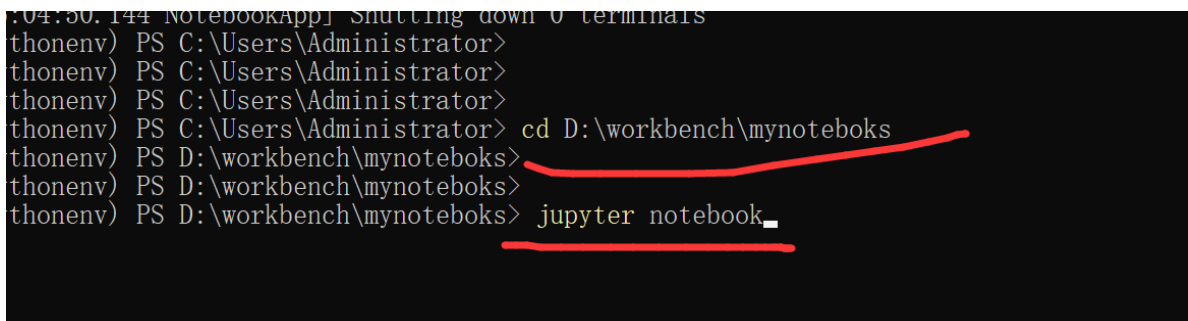 :04:50.144 NotebookApp] Shutting down 0 terminals
thonenv) PS C:\Users\Administrator>
thonenv) PS C:\Users\Administrator>
thonenv) PS C:\Users\Administrator>
thonenv) PS C:\Users\Administrator> cd D:\workbench\mynoteboks
thonenv) PS D:\workbench\mynoteboks>
thonenv) PS D:\workbench\mynoteboks>
thonenv) PS D:\workbench\mynoteboks> jupyter notebook